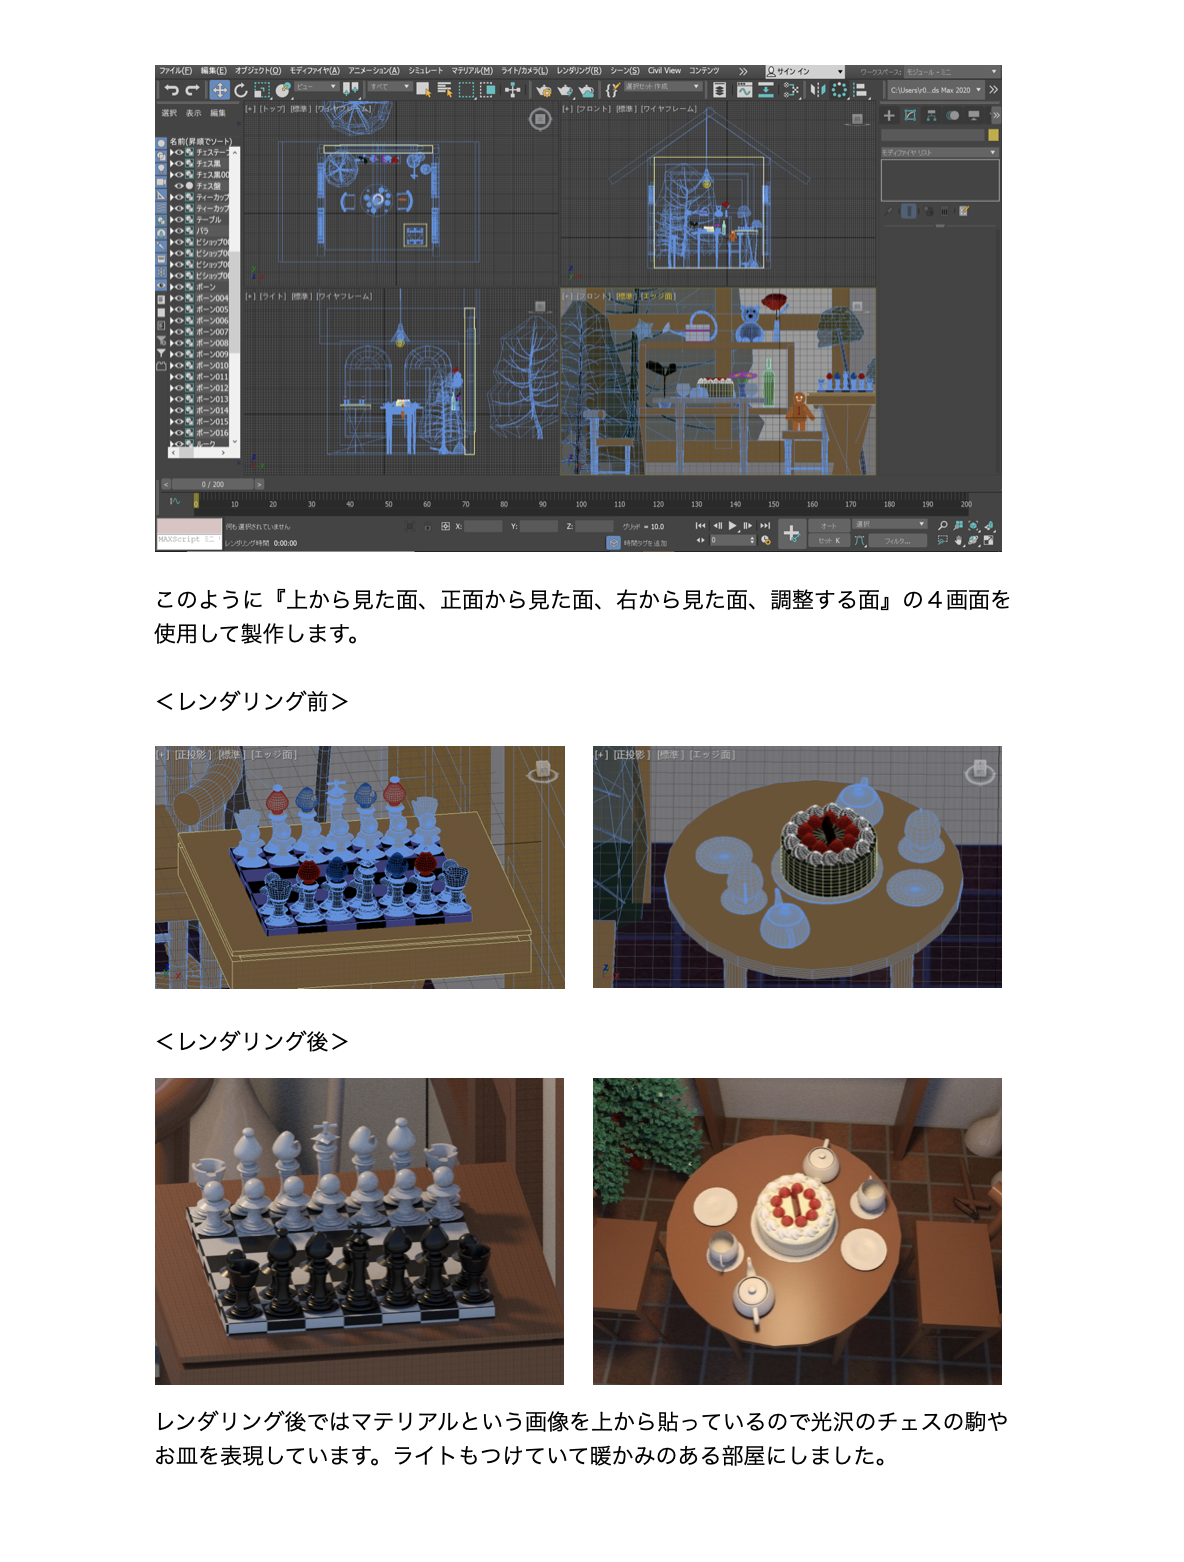 ファイル(F) 編集(E) オブジェクト(O) モディファイヤ(A) アニメーション(A) シミュレート マテリアル(M) ライト/カメラ(L) レンダリング(R) シーン(S) Civil View コンテンツ » サイン イン ワークスペース: モジュール - ミニ
ビュー すべて 選択セット 作成 C:\Users\r0...ds Max 2020 »
選択 表示 編集
[+] [トップ] [標準] [ワイヤフレーム]
[+] [フロント] [標準] [ワイヤフレーム]
名前(昇順でソート)
チェステー
チェス黒
チェス黒00
チェス盤
ティーカップ
ティーカップ
テーブル
バラ
ビショップ0
ビショップ0
ビショップ0
ビショップ0
ポーン
ポーン004
ポーン005
ポーン006
ポーン007
ポーン008
ポーン009
ポーン010
ポーン011
ポーン012
ポーン013
ポーン014
ポーン015
ポーン016
ルーク
モディファイヤ リスト
[+] [ライト] [標準] [ワイヤフレーム]
[+] [フロント] [標準] [エッジ面]
0 / 200
0 10 20 30 40 50 60 70 80 90 100 110 120 130 140 150 160 170 180 190 200
何も選択されていません X: Y: Z: グリッド = 10.0 オート 選択
MAXScript ミニ レンダリング時間 0:00:00 時間タグを追加 0 セット K フィルタ...
このように『上から見た面、正面から見た面、右から見た面、調整する面』の４画面を
使用して製作します。
＜レンダリング前＞
[+] [正投影] [標準] [エッジ面]
[+] [正投影] [標準] [エッジ面]
＜レンダリング後＞
レンダリング後ではマテリアルという画像を上から貼っているので光沢のチェスの駒や
お皿を表現しています。ライトもつけていて暖かみのある部屋にしました。